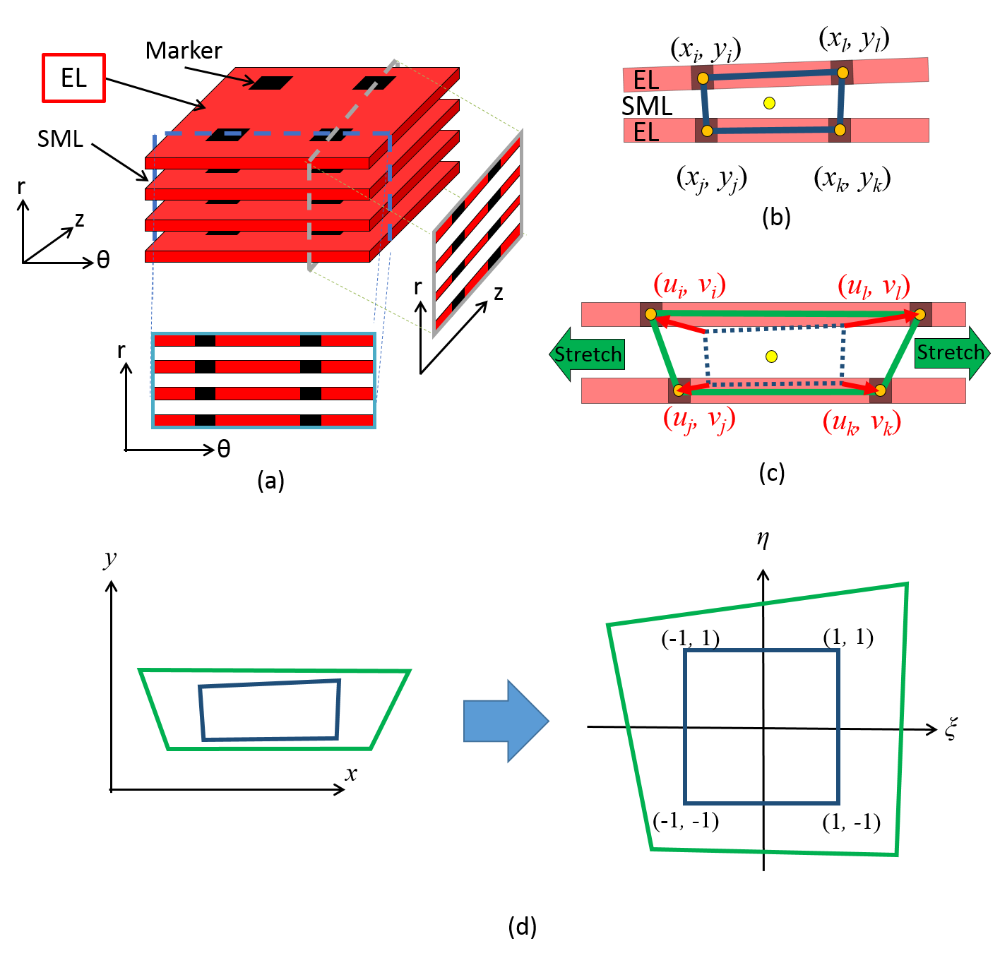 Marker
EL
SML
r
z
θ
r
z
r
θ
(a)
(xi, yi)
(xl, yl)
EL
SML
EL
(xj, yj)
(xk, yk)
(b)
(ui, vi)
(ul, vl)
Stretch
Stretch
(uj, vj)
(uk, vk)
(c)
y
x
η
(-1, 1)
(1, 1)
ξ
(-1, -1)
(1, -1)
(d)